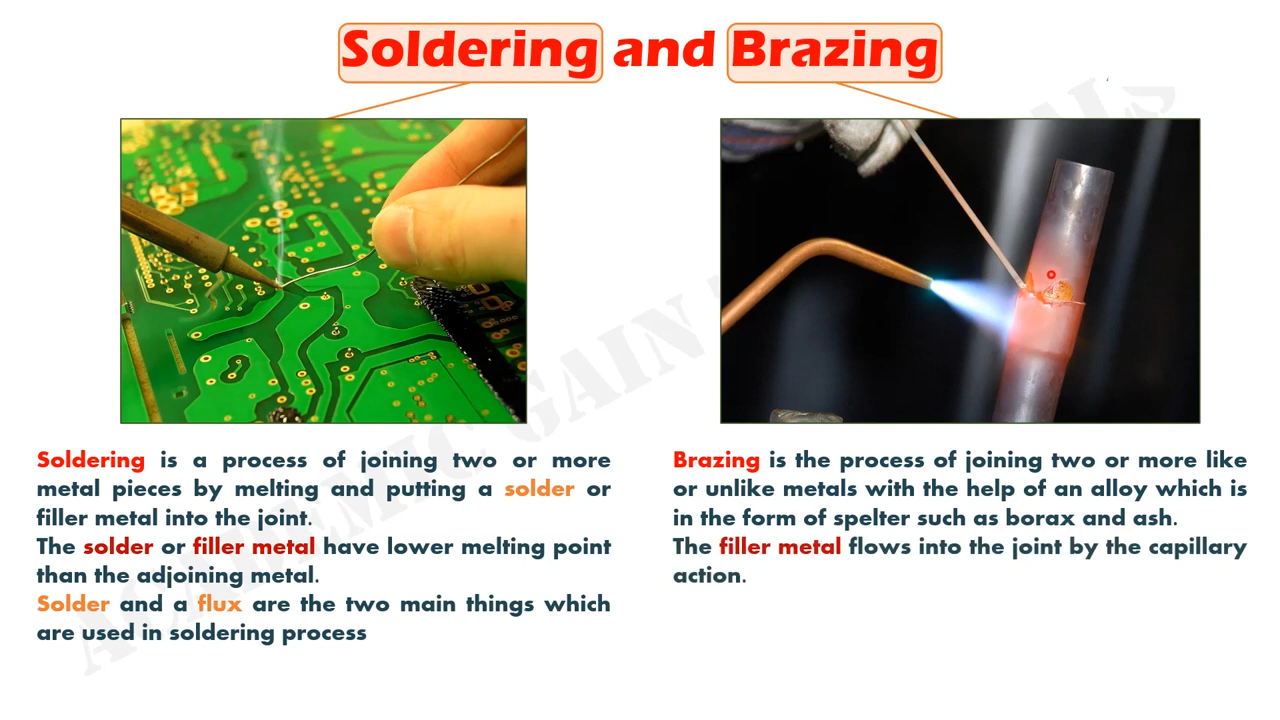 Soldering and Brazing
Soldering is a process of joining two or more
metal pieces by melting and putting a solder or
filler metal into the joint.
The solder or filler metal have lower melting point
than the adjoining metal.
Solder and a flux are the two main things which
are used in soldering process
Brazing is the process of joining two or more like
or unlike metals with the help of an alloy which is
in the form of spelter such as borax and ash.
The filler metal flows into the joint by the capillary
action.
ACADEMIC GAIN